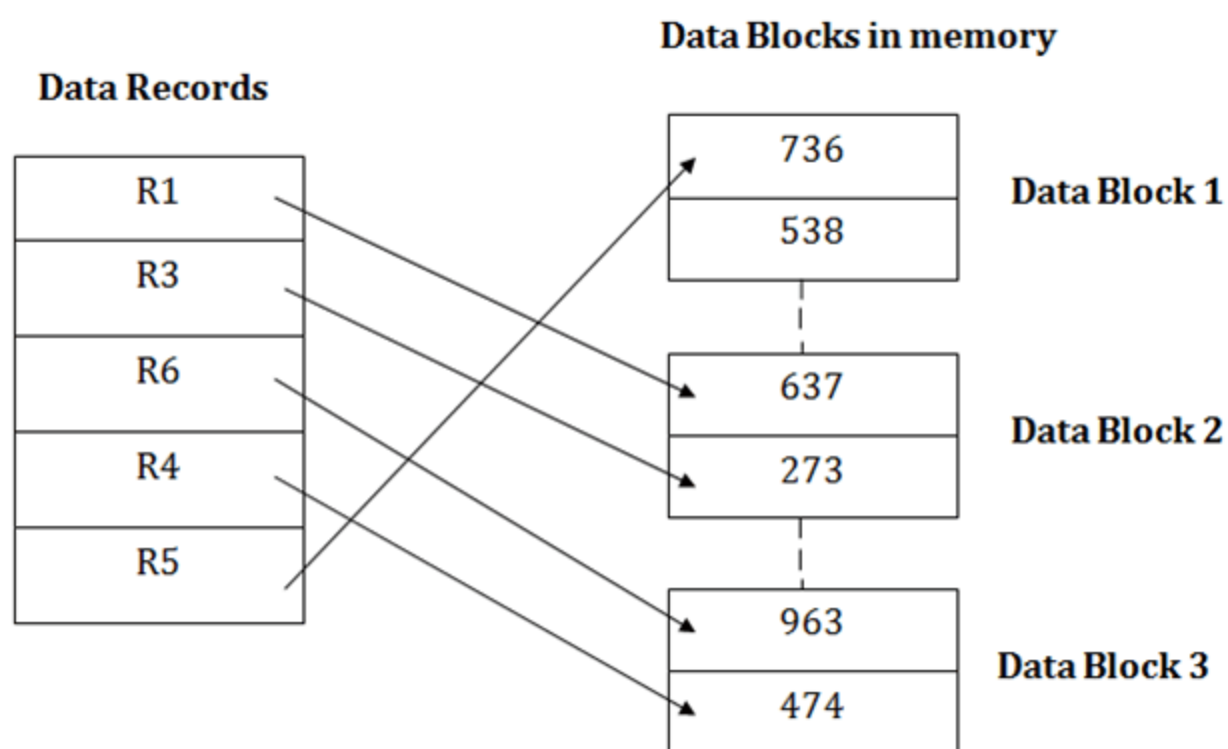 Data Blocks in memory
Data Records
R1
R3
R6
R4
R5
736
538
Data Block 1
637
273
Data Block 2
963
474
Data Block 3